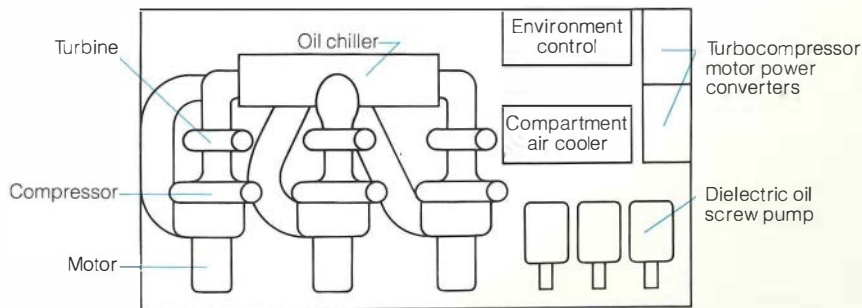 Turbine
Oil chiller
Environment
control
Turbocompressor
motor power
converters
Compartment
air cooler
Compressor
Dielectric oil
screw pump
Motor